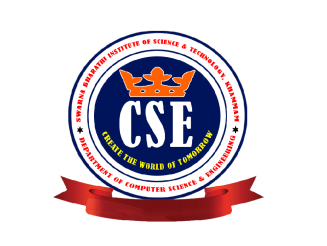 SWARNA BHARATHI INSTITUTE OF SCIENCE & TECHNOLOGY, KHAMMAM
CSE
CREATE THE WORLD OF TOMORROW
DEPARTMENT OF COMPUTER SCIENCE & ENGINEERING